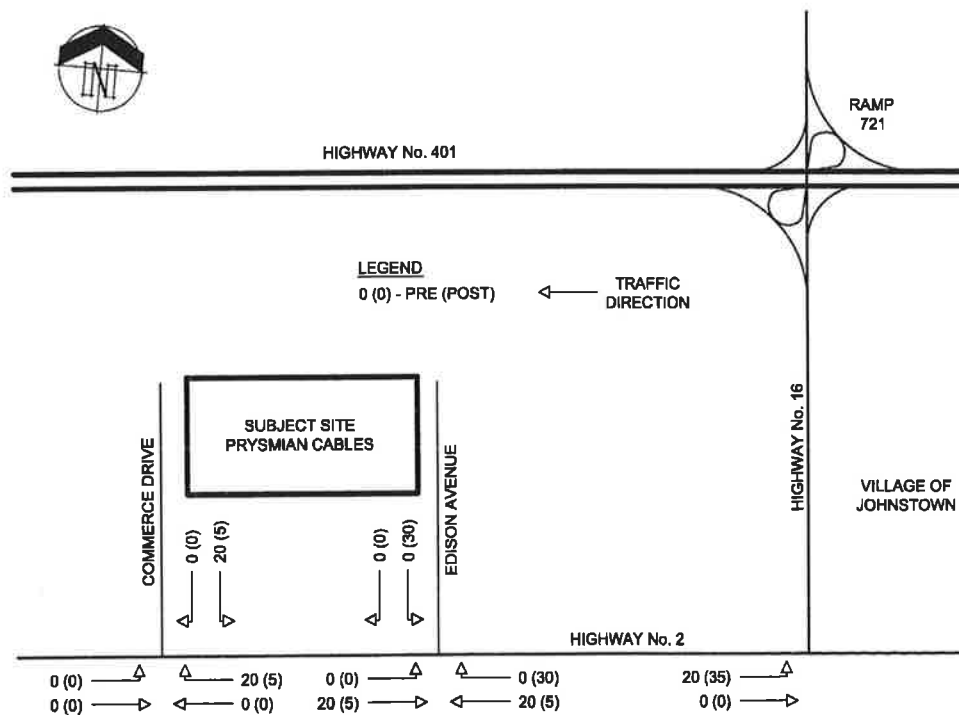 N
RAMP
721
HIGHWAY No. 401
LEGEND
0 (0) - PRE (POST)
TRAFFIC
DIRECTION
SUBJECT SITE
PRYSMIAN CABLES
COMMERCE DRIVE
EDISON AVENUE
HIGHWAY No. 16
VILLAGE OF
JOHNSTOWN
0 (0)
20 (5)
0 (0)
0 (30)
HIGHWAY No. 2
0 (0) 20 (5) 0 (0) 0 (30) 20 (35)
0 (0) 0 (0) 20 (5) 20 (5) 0 (0)